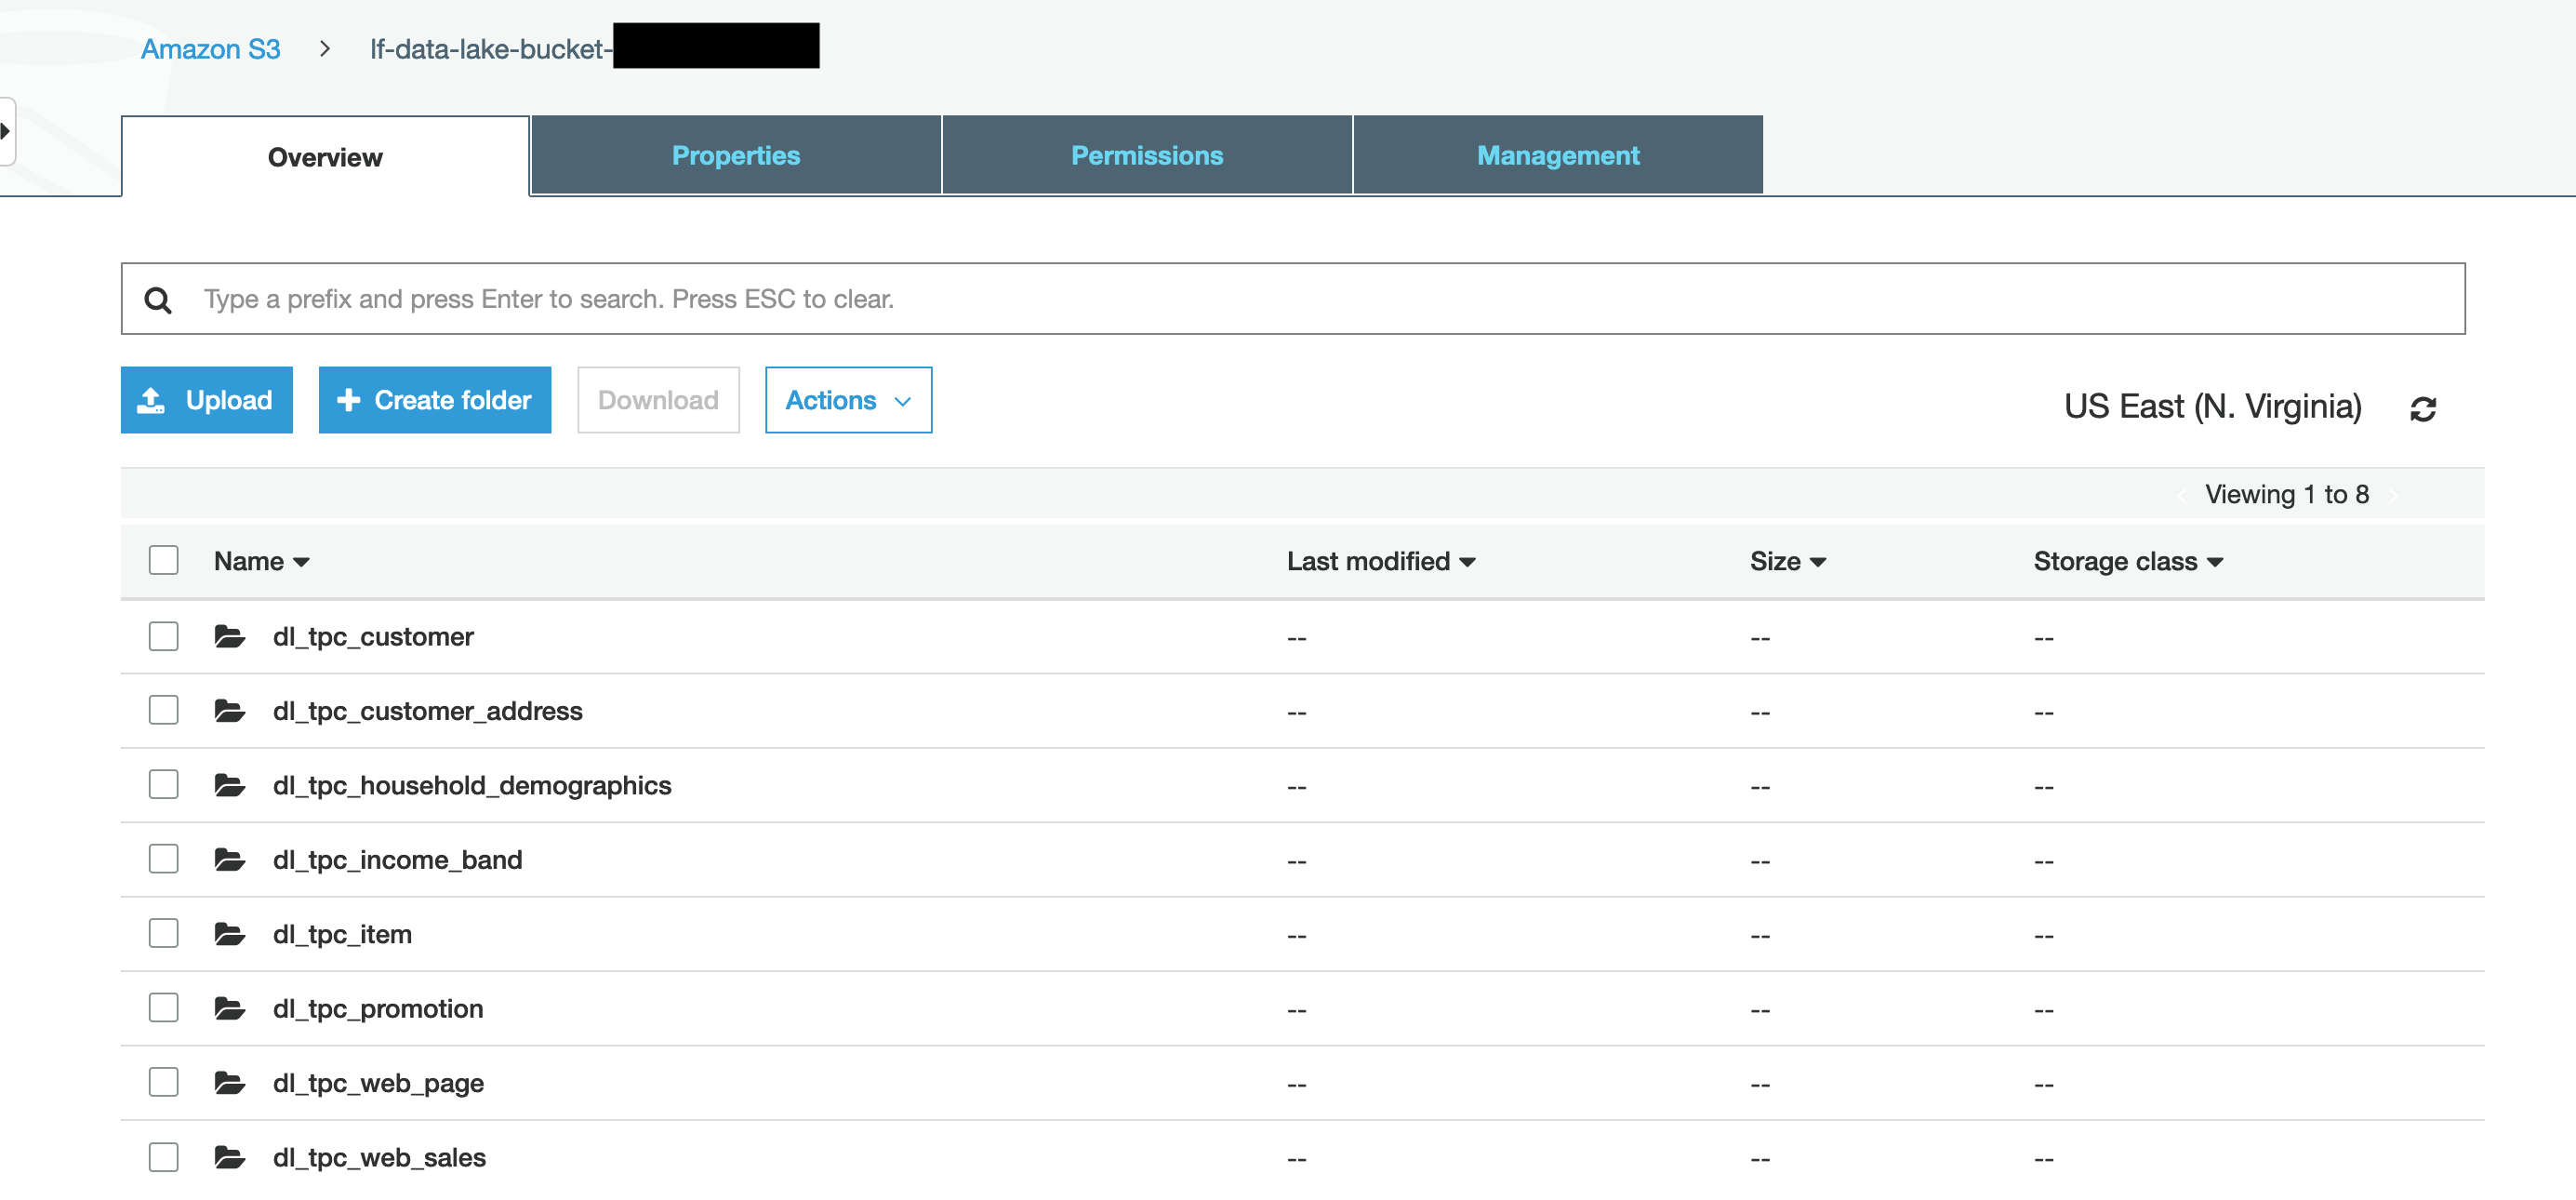 Amazon S3 > lf-data-lake-bucket-
Overview Properties Permissions Management
Type a prefix and press Enter to search. Press ESC to clear.
Upload Create folder Download Actions US East (N. Virginia)
Viewing 1 to 8
Name Last modified Size Storage class
dl_tpc_customer -- -- --
dl_tpc_customer_address -- -- --
dl_tpc_household_demographics -- -- --
dl_tpc_income_band -- -- --
dl_tpc_item -- -- --
dl_tpc_promotion -- -- --
dl_tpc_web_page -- -- --
dl_tpc_web_sales -- -- --